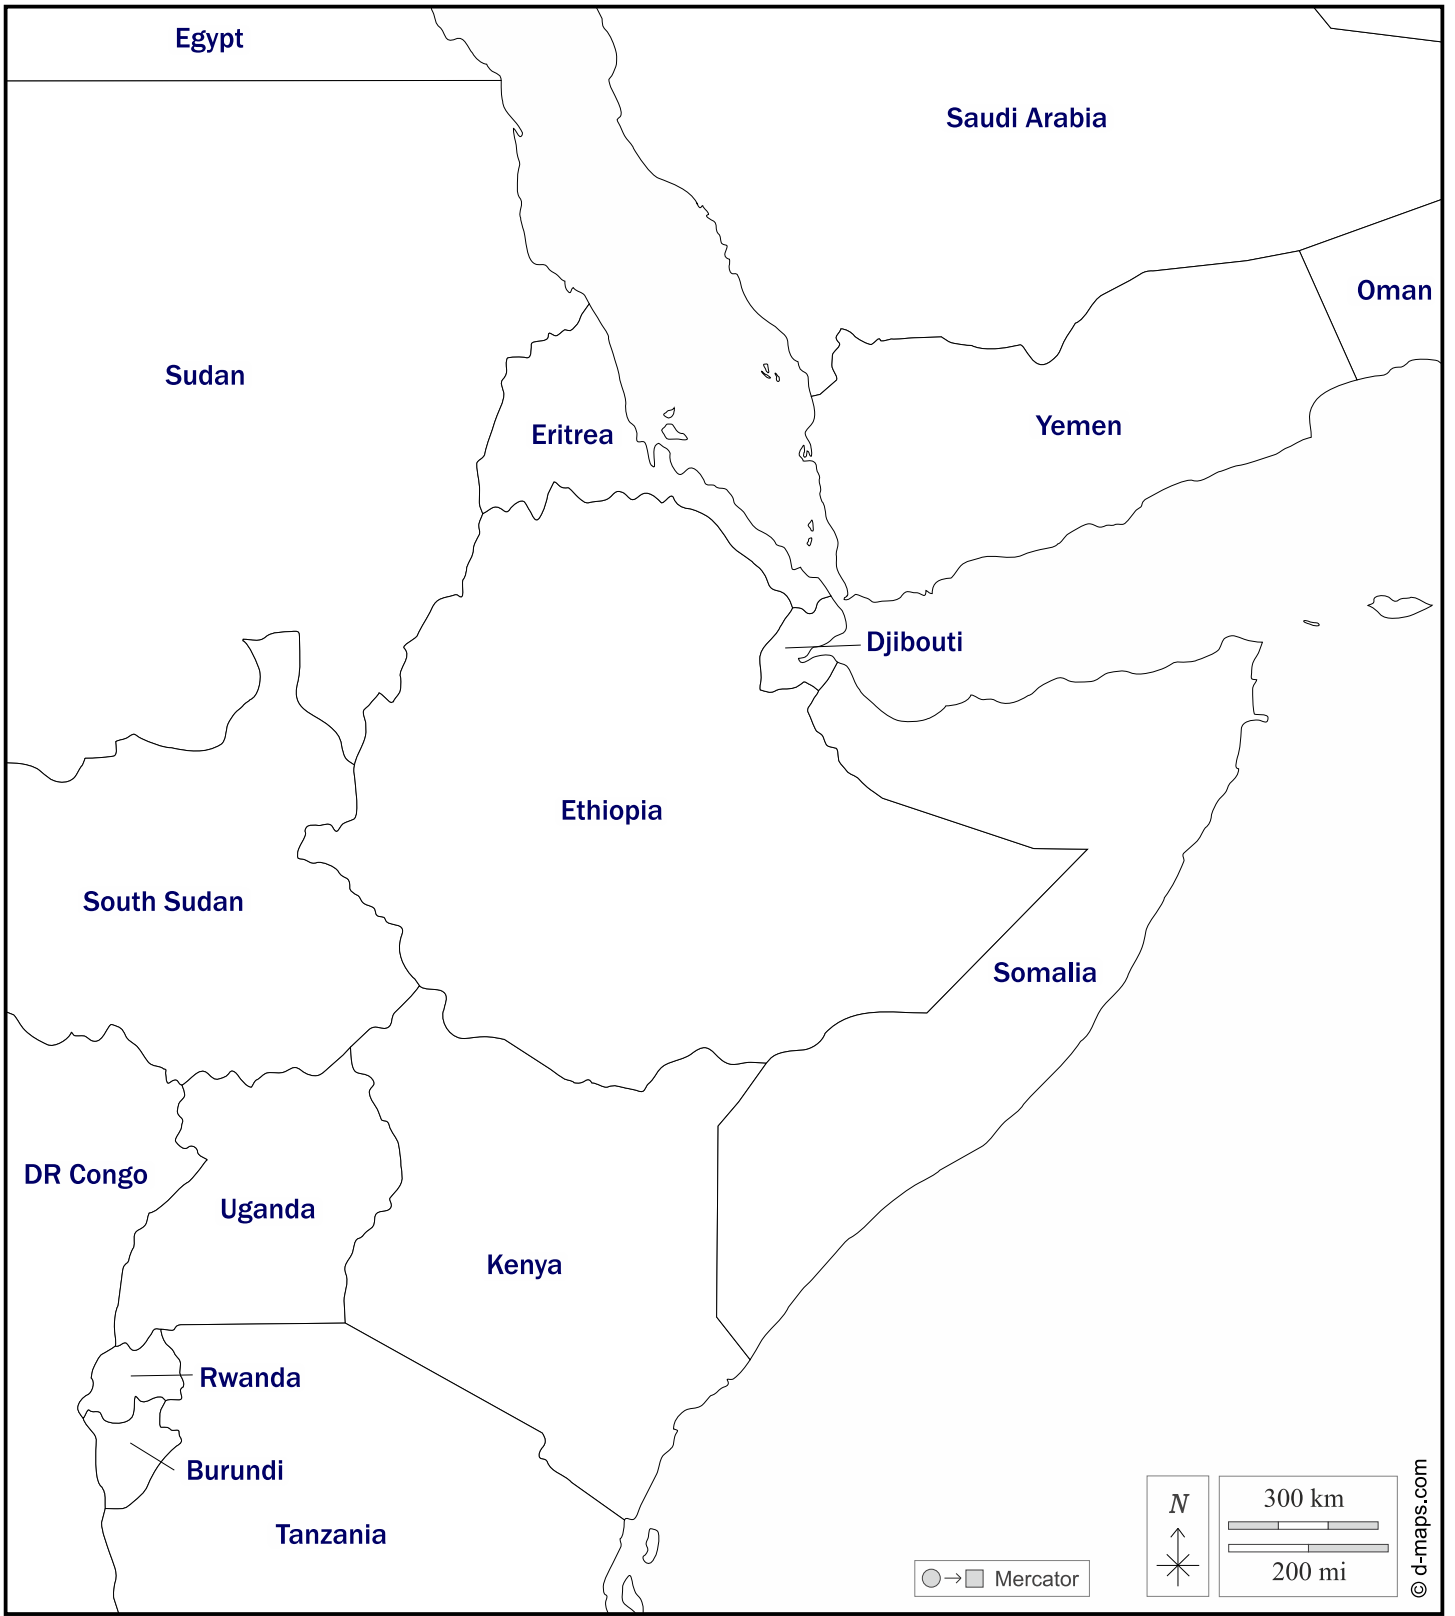 Egypt
Saudi Arabia
Oman
Sudan
Yemen
Eritrea
Djibouti
Ethiopia
South Sudan
Somalia
DR Congo
Uganda
Kenya
Rwanda
Burundi
Tanzania
N
300 km
200 mi
Mercator
© d-maps.com